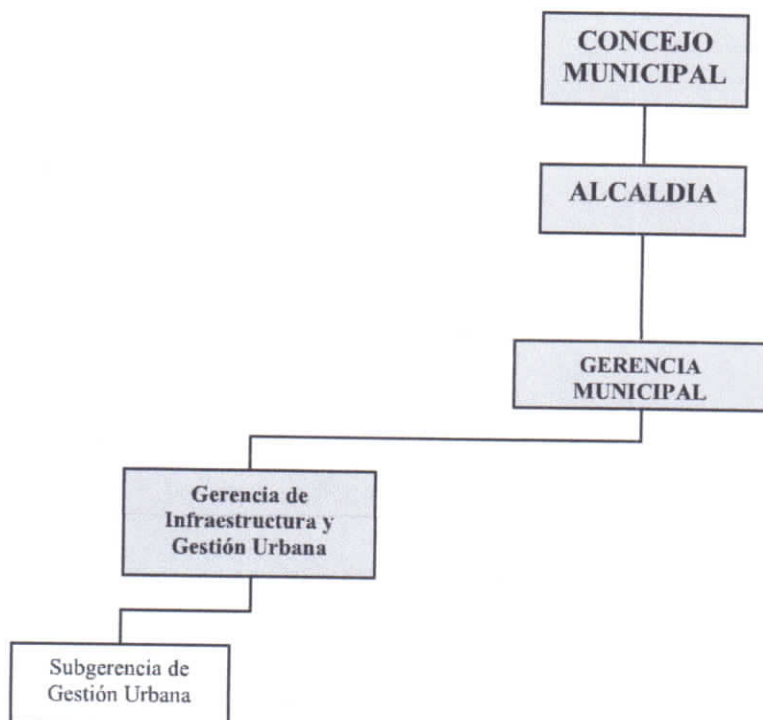 CONCEJO
MUNICIPAL
ALCALDIA
GERENCIA
MUNICIPAL
Gerencia de
Infraestructura y
Gestión Urbana
Subgerencia de
Gestión Urbana